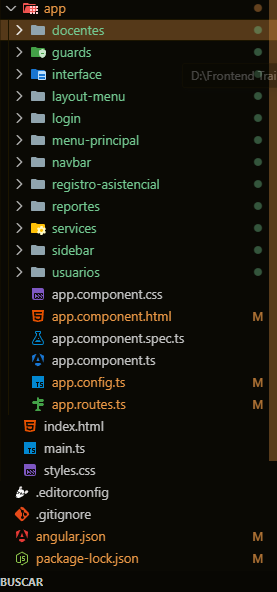 app
docentes
guards
interface
D:\Frontend Trai
layout-menu
login
menu-principal
navbar
registro-asistencial
reportes
services
sidebar
usuarios
app.component.css
app.component.html M
app.component.spec.ts
app.component.ts
app.config.ts M
app.routes.ts M
index.html
main.ts
styles.css
.editorconfig
.gitignore
angular.json M
package-lock.json M
BUSCAR